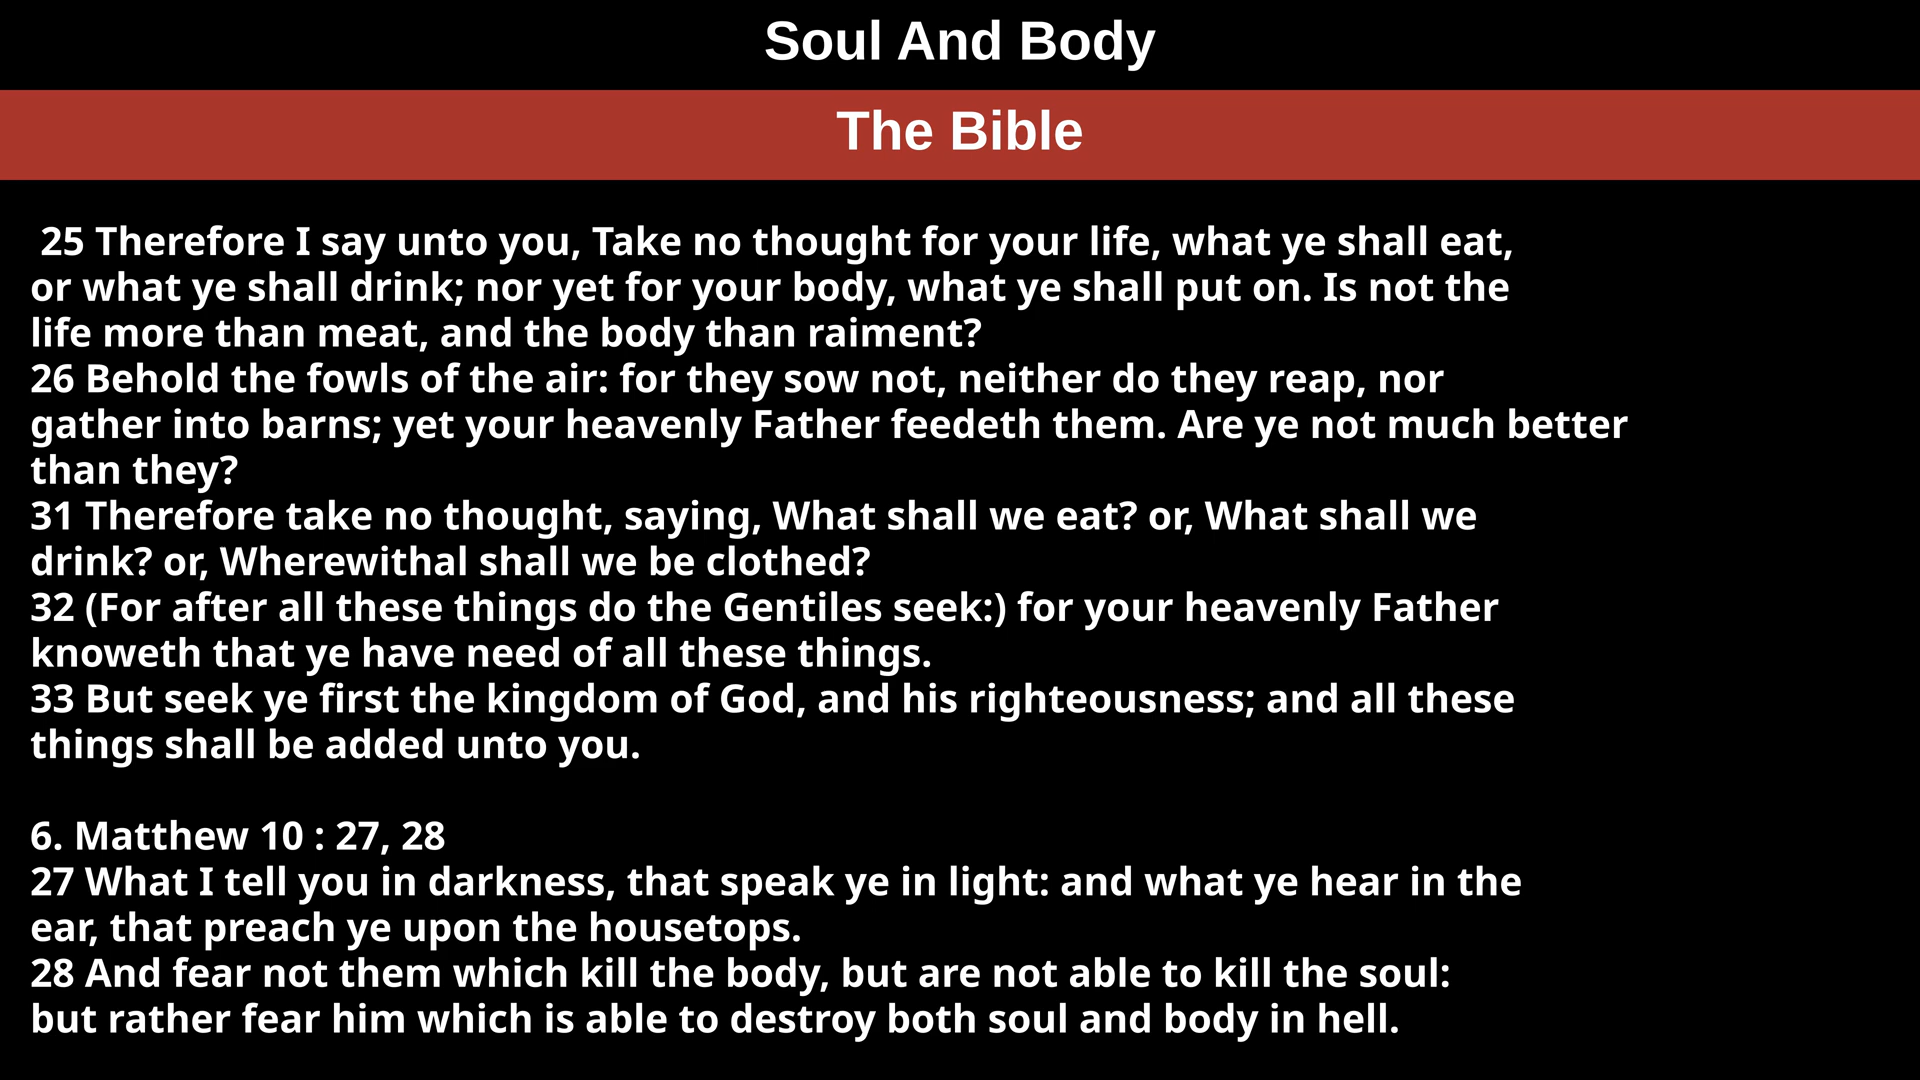 Soul And Body
The Bible
25 Therefore I say unto you, Take no thought for your life, what ye shall eat,
or what ye shall drink; nor yet for your body, what ye shall put on. Is not the
life more than meat, and the body than raiment?
26 Behold the fowls of the air: for they sow not, neither do they reap, nor
gather into barns; yet your heavenly Father feedeth them. Are ye not much better
than they?
31 Therefore take no thought, saying, What shall we eat? or, What shall we
drink? or, Wherewithal shall we be clothed?
32 (For after all these things do the Gentiles seek:) for your heavenly Father
knoweth that ye have need of all these things.
33 But seek ye first the kingdom of God, and his righteousness; and all these
things shall be added unto you.
6. Matthew 10 : 27, 28
27 What I tell you in darkness, that speak ye in light: and what ye hear in the
ear, that preach ye upon the housetops.
28 And fear not them which kill the body, but are not able to kill the soul:
but rather fear him which is able to destroy both soul and body in hell.